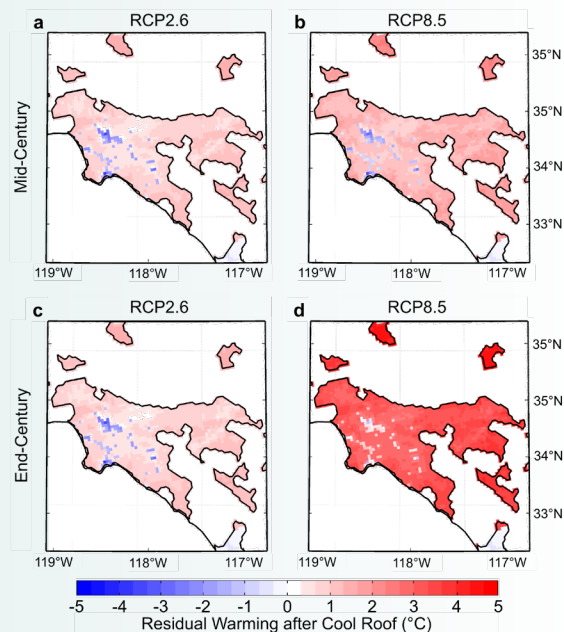 a RCP2.6
b RCP8.5
Mid-Century
35°N
35°N
34°N
33°N
119°W 118°W 117°W
119°W 118°W 117°W
c RCP2.6
d RCP8.5
End-Century
35°N
35°N
34°N
33°N
119°W 118°W 117°W
119°W 118°W 117°W
-5 -4 -3 -2 -1 0 1 2 3 4 5
Residual Warming after Cool Roof (°C)